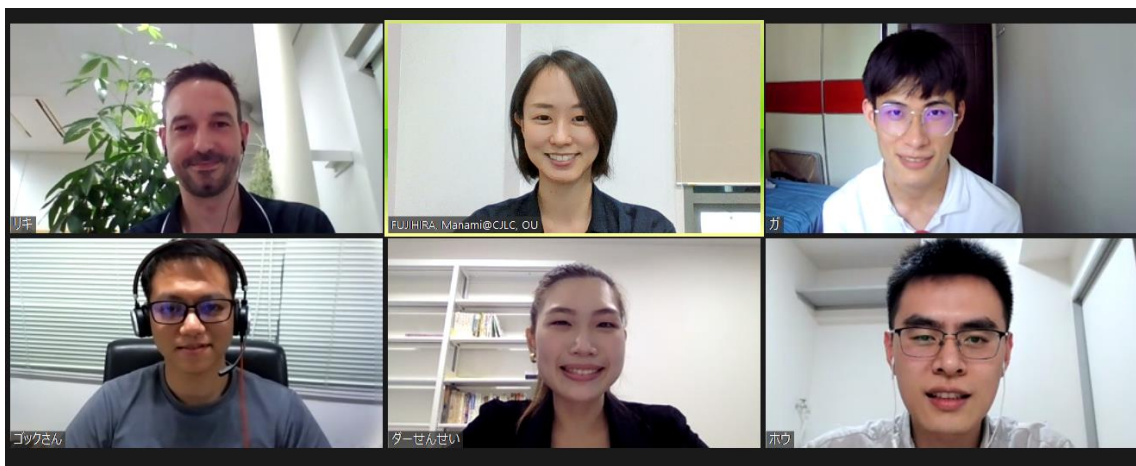 リキ
FUJIHIRA, Manami@CJLC, OU
ガ
ゴックさん
ダーせんせい
ホウ